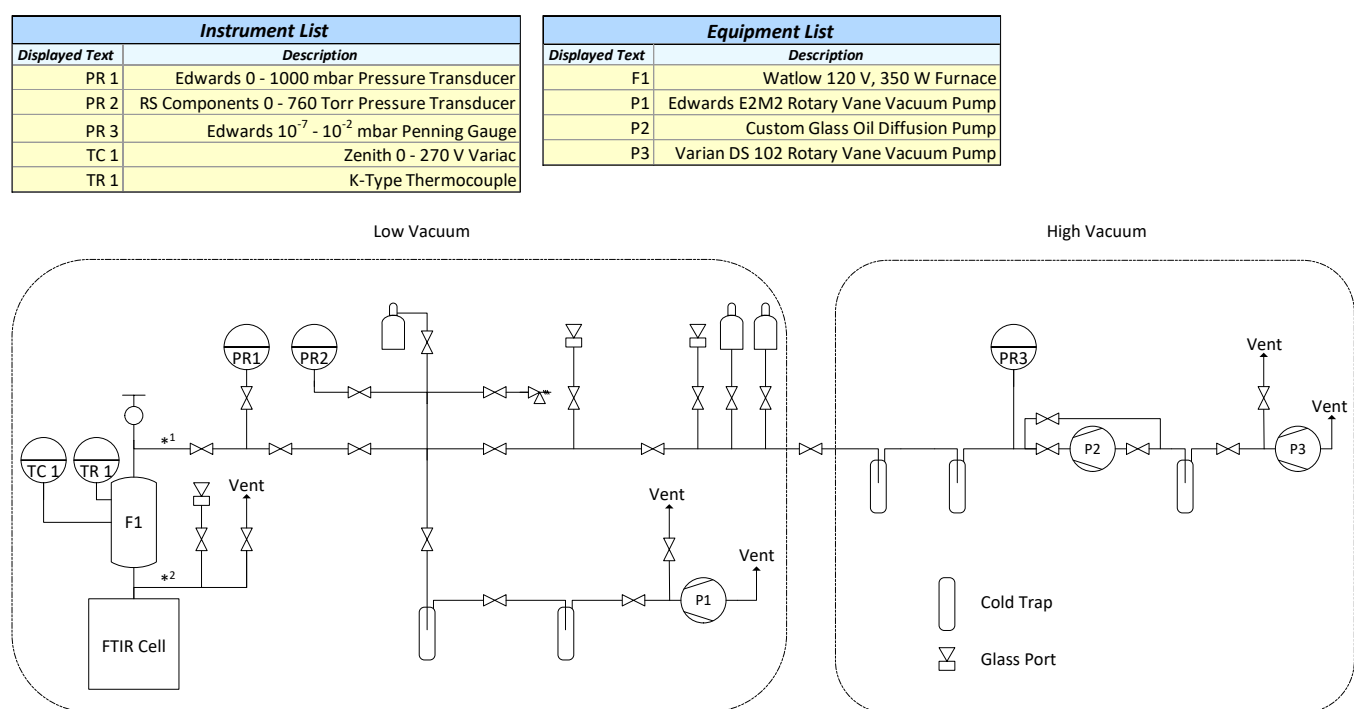 Instrument List
Displayed Text Description
PR 1 Edwards 0 - 1000 mbar Pressure Transducer
PR 2 RS Components 0 - 760 Torr Pressure Transducer
PR 3 Edwards 10⁻⁷ - 10⁻² mbar Penning Gauge
TC 1 Zenith 0 - 270 V Variac
TR 1 K-Type Thermocouple
Equipment List
Displayed Text Description
F1 Watlow 120 V, 350 W Furnace
P1 Edwards E2M2 Rotary Vane Vacuum Pump
P2 Custom Glass Oil Diffusion Pump
P3 Varian DS 102 Rotary Vane Vacuum Pump
Low Vacuum
High Vacuum
PR1
PR2
PR3
Vent
Vent
*¹
TC 1
TR 1
P2
P3
Vent
Vent
F1
*²
Vent
P1
FTIR Cell
Cold Trap
Glass Port